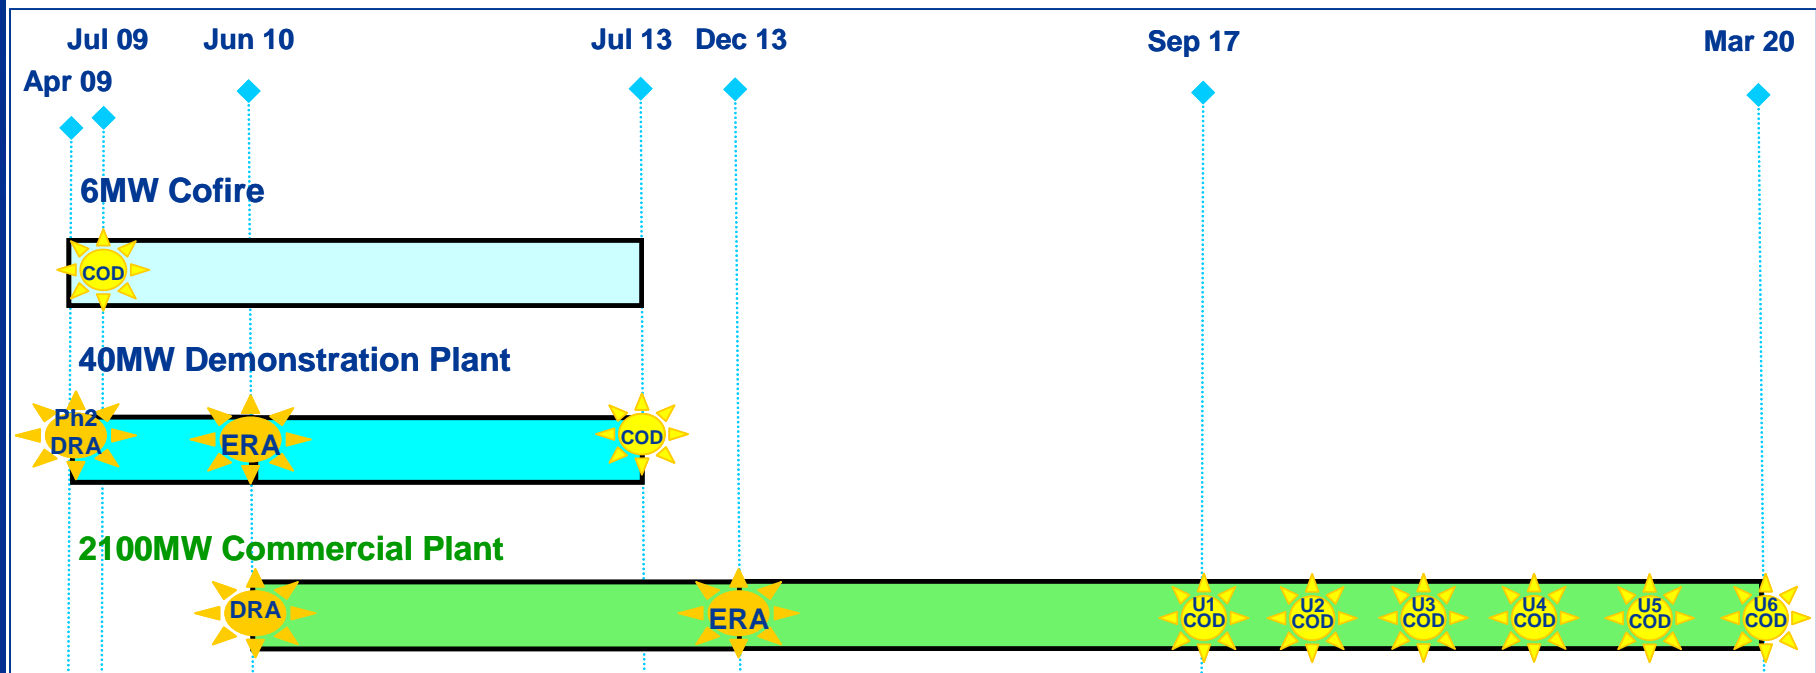 Jul 09 Jun 10 Jul 13 Dec 13 Sep 17 Mar 20
Apr 09
6MW Cofire
COD
40MW Demonstration Plant
Ph2
DRA
ERA
COD
2100MW Commercial Plant
DRA
ERA
U1
COD
U2
COD
U3
COD
U4
COD
U5
COD
U6
COD